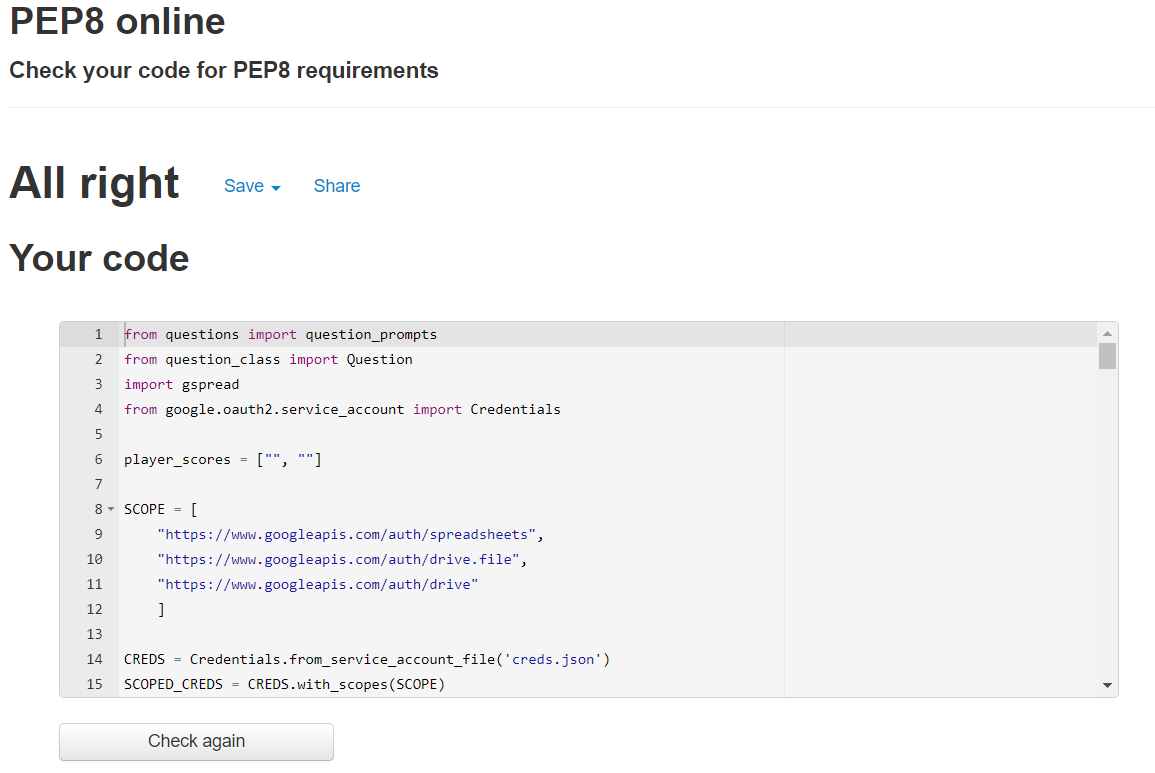 PEP8 online
Check your code for PEP8 requirements
All right Save Share
Your code
1 from questions import question_prompts
2 from question_class import Question
3 import gspread
4 from google.oauth2.service_account import Credentials
5
6 player_scores = ["", ""]
7
8 SCOPE = [
9     "https://www.googleapis.com/auth/spreadsheets",
10     "https://www.googleapis.com/auth/drive.file",
11     "https://www.googleapis.com/auth/drive"
12     ]
13
14 CREDS = Credentials.from_service_account_file('creds.json')
15 SCOPED_CREDS = CREDS.with_scopes(SCOPE)
Check again